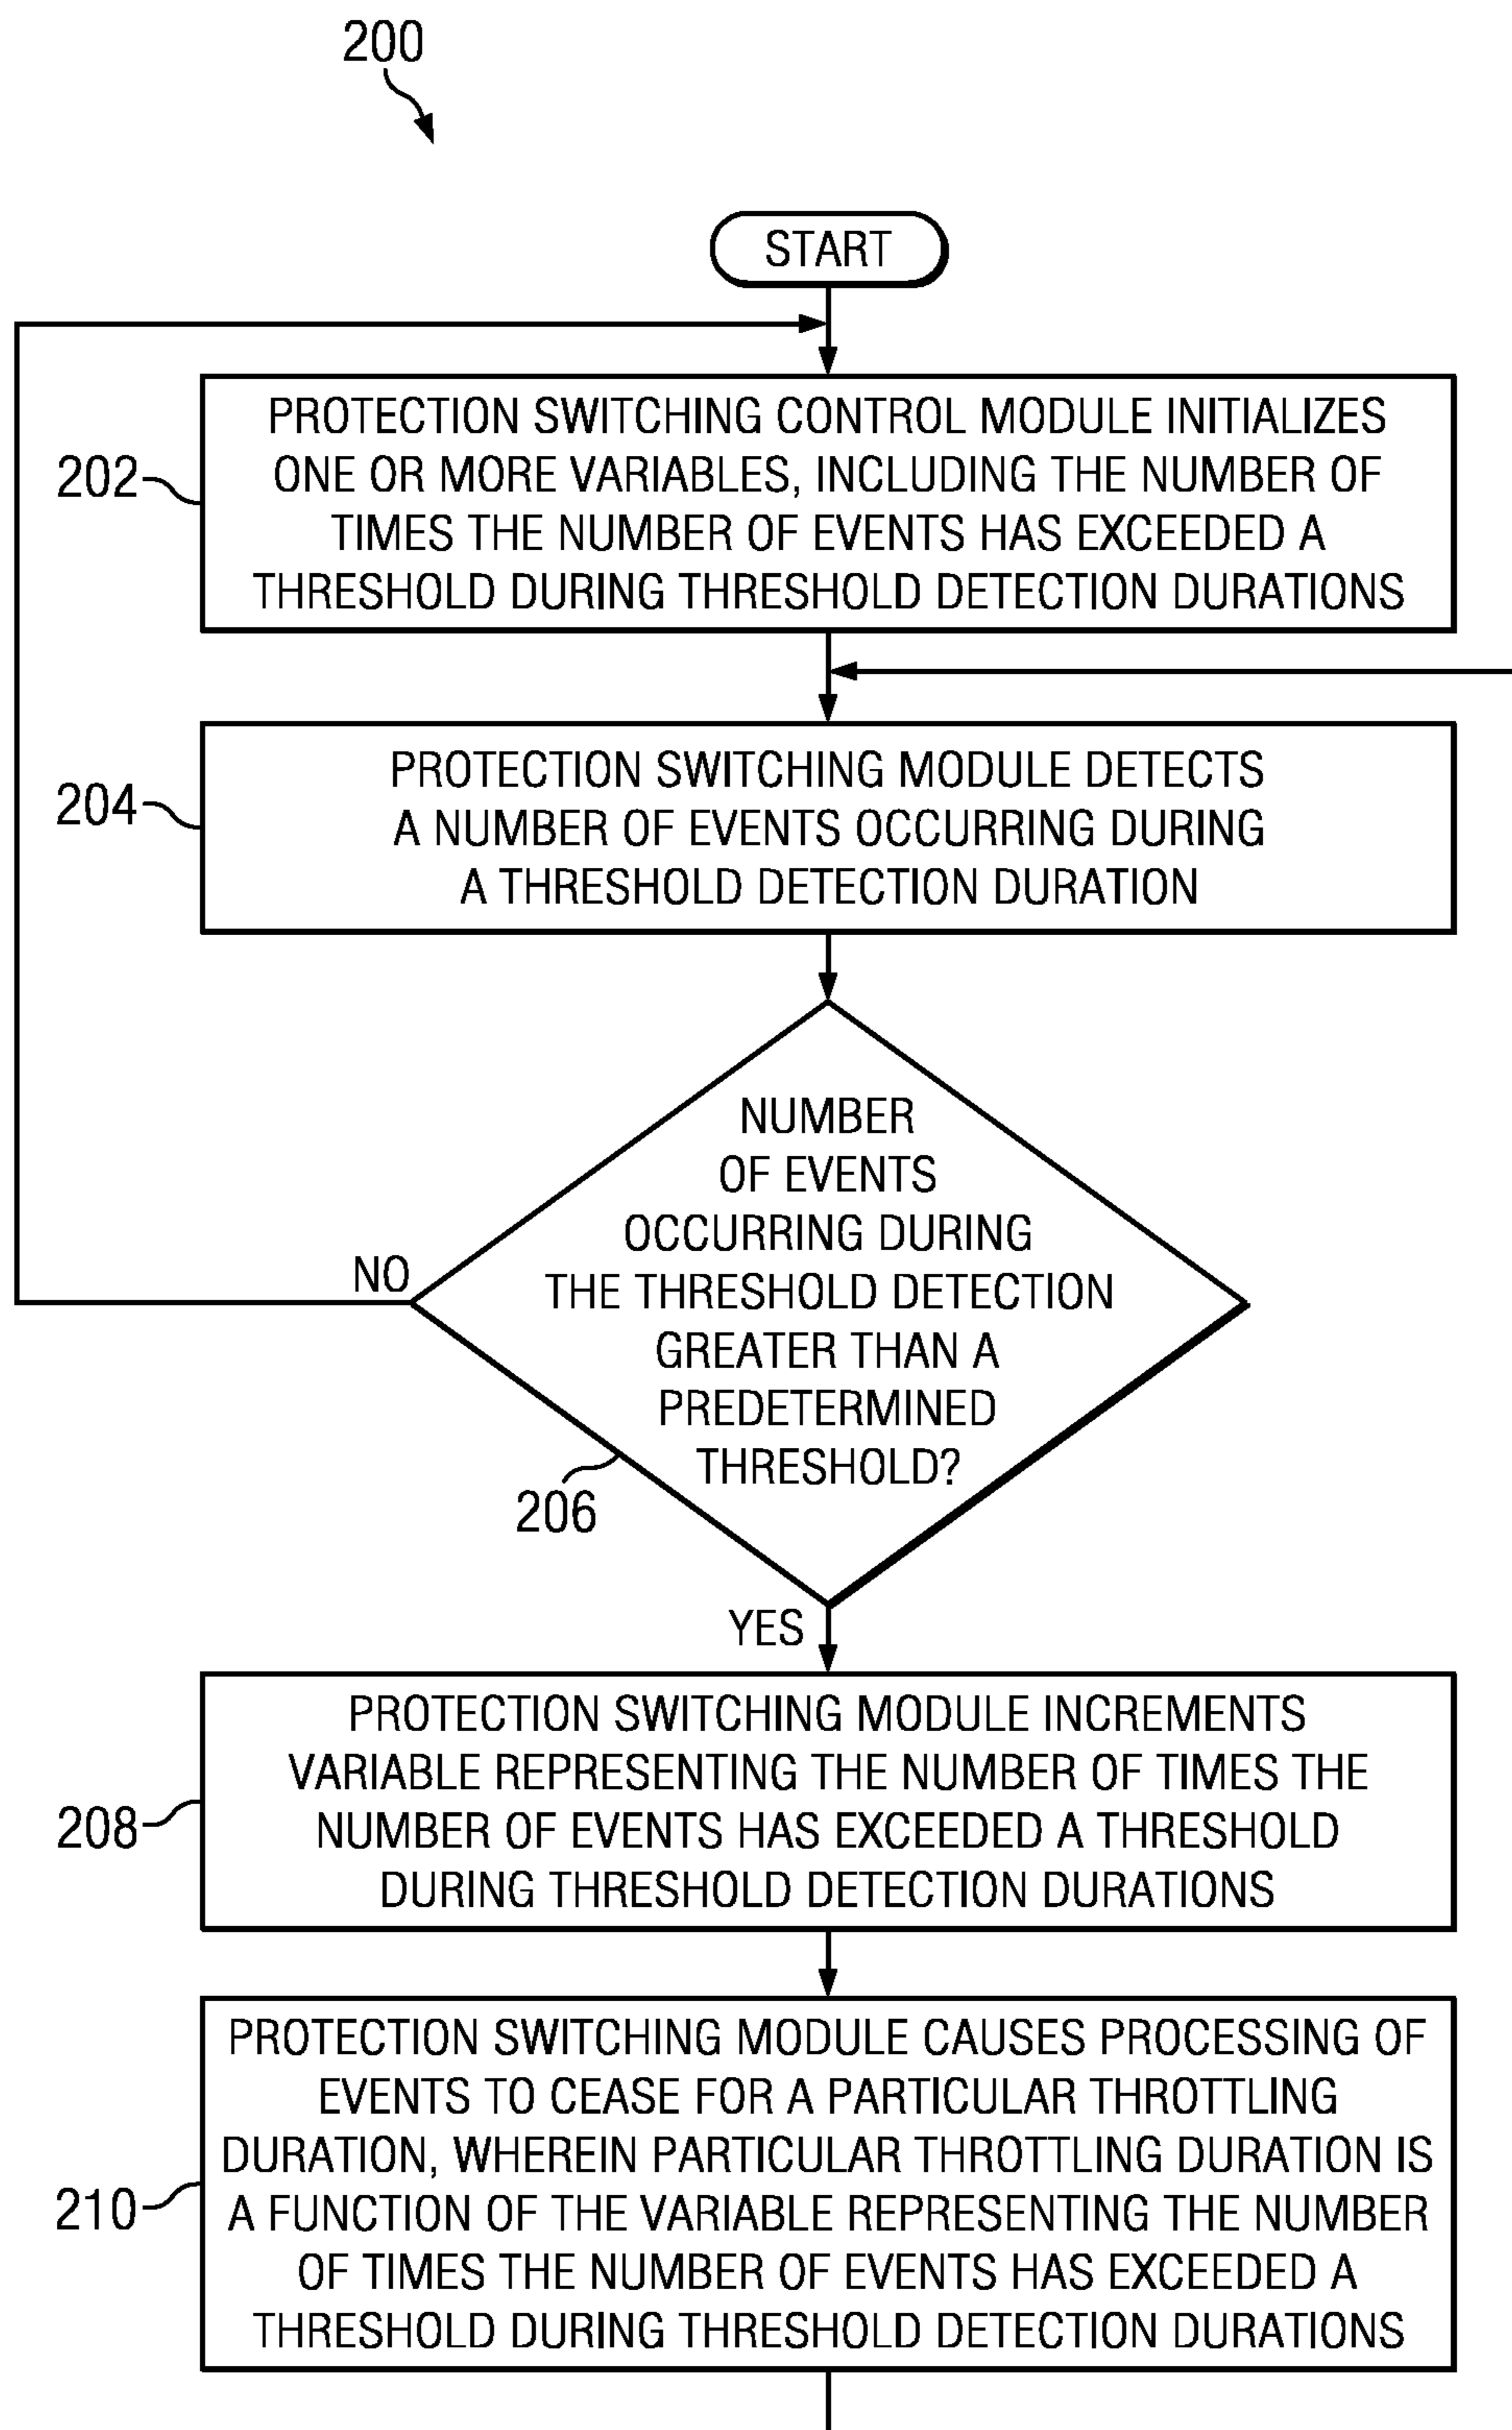 200
START
202
PROTECTION SWITCHING CONTROL MODULE INITIALIZES
ONE OR MORE VARIABLES, INCLUDING THE NUMBER OF
TIMES THE NUMBER OF EVENTS HAS EXCEEDED A
THRESHOLD DURING THRESHOLD DETECTION DURATIONS
204
PROTECTION SWITCHING MODULE DETECTS
A NUMBER OF EVENTS OCCURRING DURING
A THRESHOLD DETECTION DURATION
NUMBER
OF EVENTS
OCCURRING DURING
THE THRESHOLD DETECTION
GREATER THAN A
PREDETERMINED
THRESHOLD?
NO
206
YES
208
PROTECTION SWITCHING MODULE INCREMENTS
VARIABLE REPRESENTING THE NUMBER OF TIMES THE
NUMBER OF EVENTS HAS EXCEEDED A THRESHOLD
DURING THRESHOLD DETECTION DURATIONS
210
PROTECTION SWITCHING MODULE CAUSES PROCESSING OF
EVENTS TO CEASE FOR A PARTICULAR THROTTLING
DURATION, WHEREIN PARTICULAR THROTTLING DURATION IS
A FUNCTION OF THE VARIABLE REPRESENTING THE NUMBER
OF TIMES THE NUMBER OF EVENTS HAS EXCEEDED A
THRESHOLD DURING THRESHOLD DETECTION DURATIONS